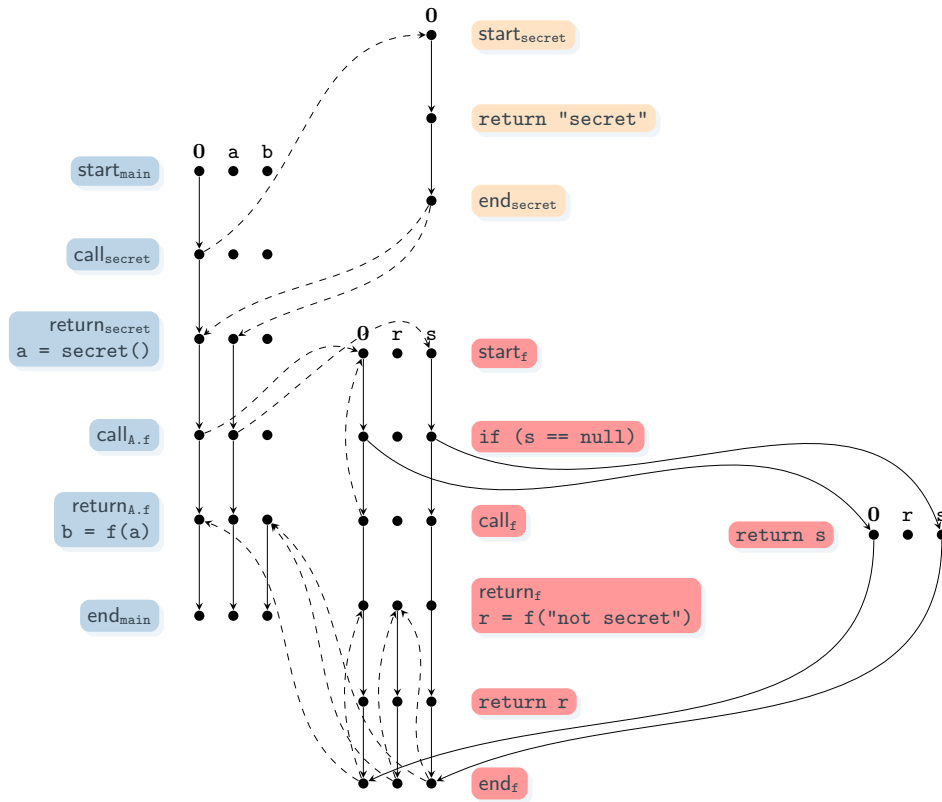 0
start_secret
return "secret"
end_secret
0 a b
start_main
call_secret
return_secret
a = secret()
0 r s
start_f
call_A.f
if (s == null)
return_A.f
b = f(a)
call_f
0 r s
return s
end_main
return_f
r = f("not secret")
return r
end_f